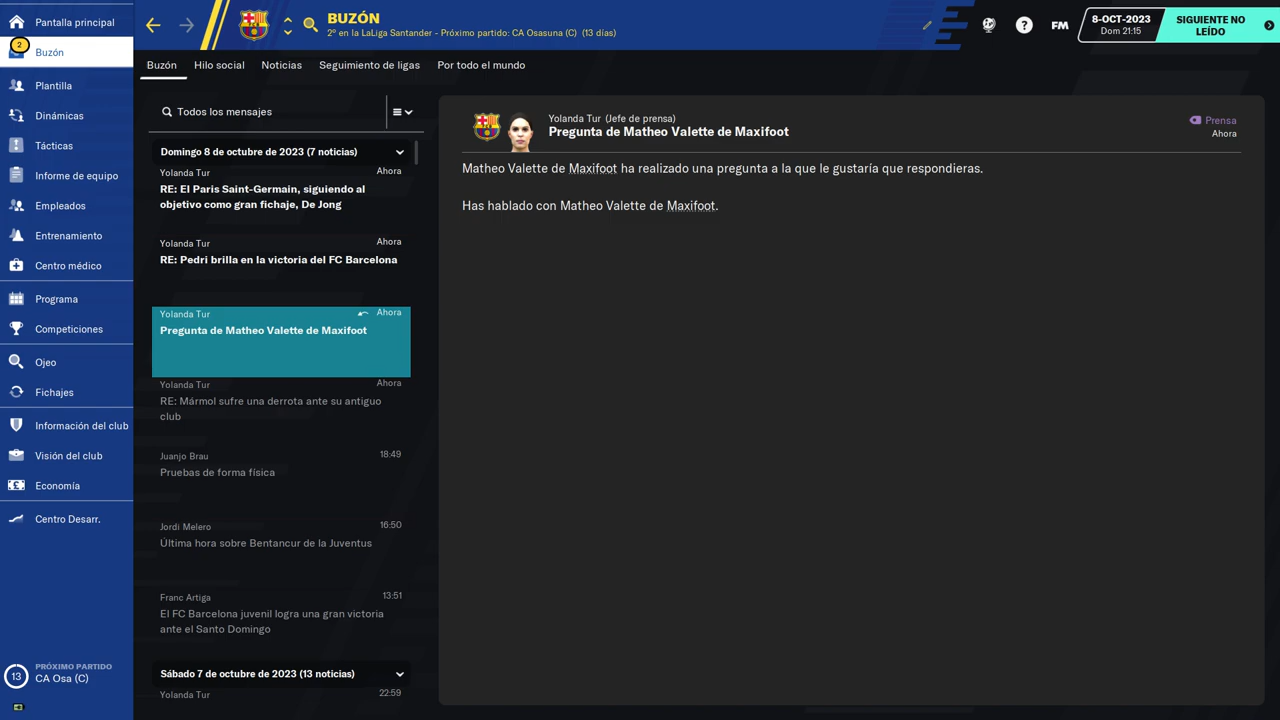 Pantalla principal
2
Buzón
Plantilla
Dinámicas
Tácticas
Informe de equipo
Empleados
Entrenamiento
Centro médico
Programa
Competiciones
Ojeo
Fichajes
Información del club
Visión del club
Economía
Centro Desarr.
13
PRÓXIMO PARTIDO
CA Osa (C)
BUZÓN
2º en la LaLiga Santander - Próximo partido: CA Osasuna (C) (13 días)
?
FM
8-OCT-2023
Dom 21:15
SIGUIENTE NO
LEÍDO
Buzón Hilo social Noticias Seguimiento de ligas Por todo el mundo
Todos los mensajes
Domingo 8 de octubre de 2023 (7 noticias)
Yolanda Tur Ahora
RE: El Paris Saint-Germain, siguiendo al
objetivo como gran fichaje, De Jong
Yolanda Tur Ahora
RE: Pedri brilla en la victoria del FC Barcelona
Yolanda Tur Ahora
Pregunta de Matheo Valette de Maxifoot
Yolanda Tur Ahora
RE: Mármol sufre una derrota ante su antiguo
club
Juanjo Brau 18:49
Pruebas de forma física
Jordi Melero 16:50
Última hora sobre Bentancur de la Juventus
Franc Artiga 13:51
El FC Barcelona juvenil logra una gran victoria
ante el Santo Domingo
Sábado 7 de octubre de 2023 (13 noticias)
Yolanda Tur 22:59
Yolanda Tur (Jefe de prensa)
Pregunta de Matheo Valette de Maxifoot
Prensa
Ahora
Matheo Valette de Maxifoot ha realizado una pregunta a la que le gustaría que respondieras.
Has hablado con Matheo Valette de Maxifoot.